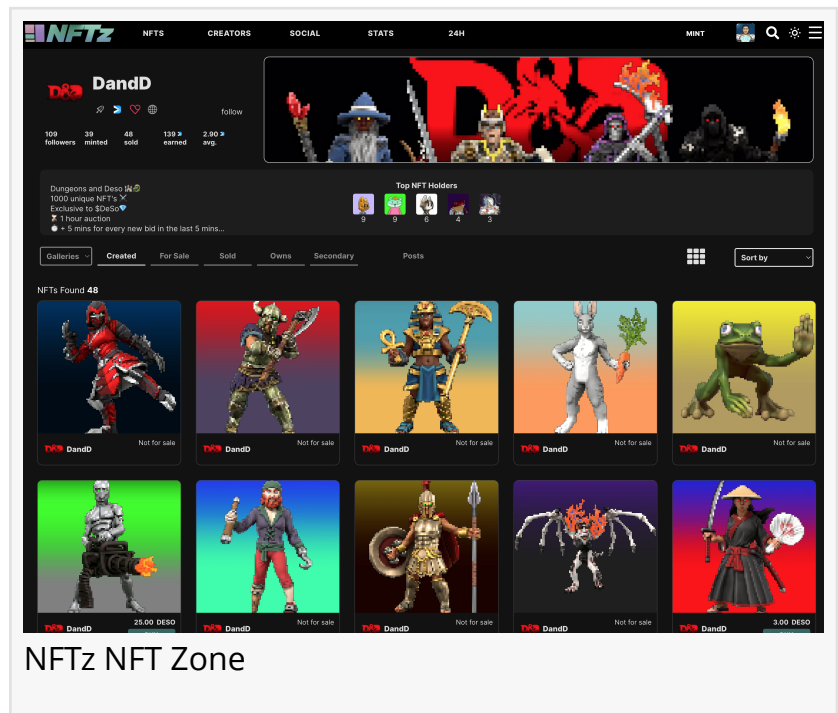 NFTz NFTS CREATORS SOCIAL STATS 24H MINT
D&D DandD
follow
109 39 48 139 2.90
followers minted sold earned avg.
Dungeons and Deso
1000 unique NFT's
Exclusive to $DeSo
1 hour auction
+ 5 mins for every new bid in the last 5 mins...
Top NFT Holders
9 9 6 4 3
Galleries Created For Sale Sold Owns Secondary Posts Sort by
NFTs Found 48
Not for sale Not for sale Not for sale Not for sale Not for sale
D&D DandD D&D DandD D&D DandD D&D DandD D&D DandD
25.00 DESO Not for sale Not for sale Not for sale 3.00 DESO
D&D DandD D&D DandD D&D DandD D&D DandD D&D DandD
NFTz NFT Zone